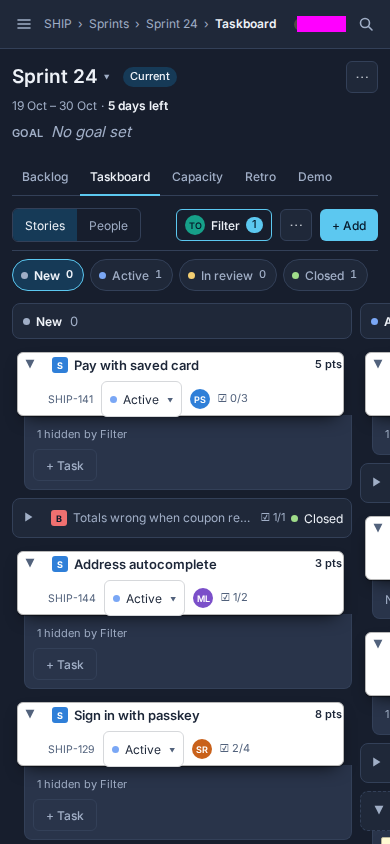 SHIP › Sprints › Sprint 24 › Taskboard
Sprint 24 Current ...
19 Oct – 30 Oct · 5 days left
GOAL No goal set
Backlog Taskboard Capacity Retro Demo
Stories People TO Filter 1 ... + Add
New 0 Active 1 In review 0 Closed 1
New 0 A
S Pay with saved card 5 pts
SHIP-141 Active PS 0/3
1 hidden by Filter
+ Task
B Totals wrong when coupon re... 1/1 Closed
S Address autocomplete 3 pts
SHIP-144 Active ML 1/2
1 hidden by Filter
+ Task
S Sign in with passkey 8 pts
SHIP-129 Active SR 2/4
1 hidden by Filter
+ Task